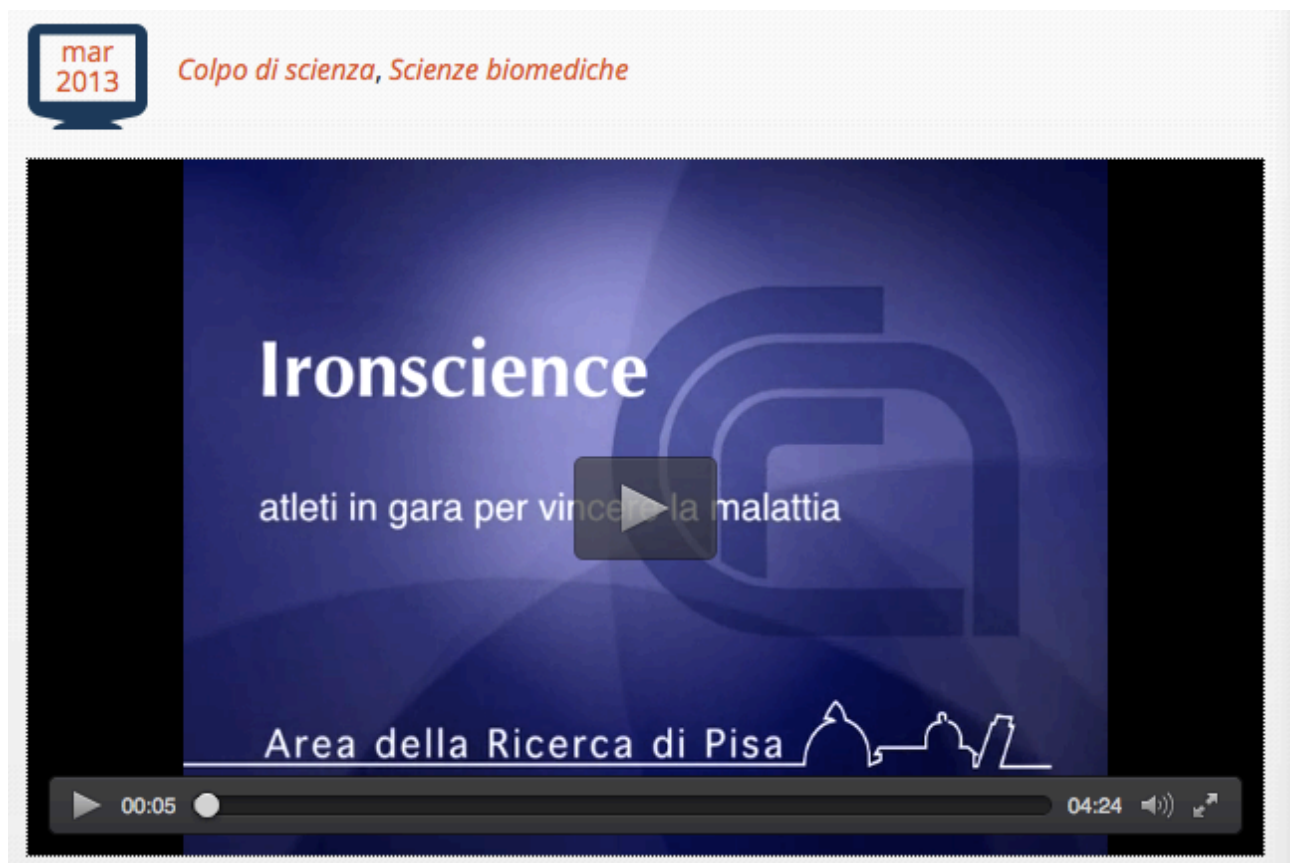 mar
2013
Colpo di scienza, Scienze biomediche
Ironscience
atleti in gara per vincere la malattia
Area della Ricerca di Pisa
00:05
04:24